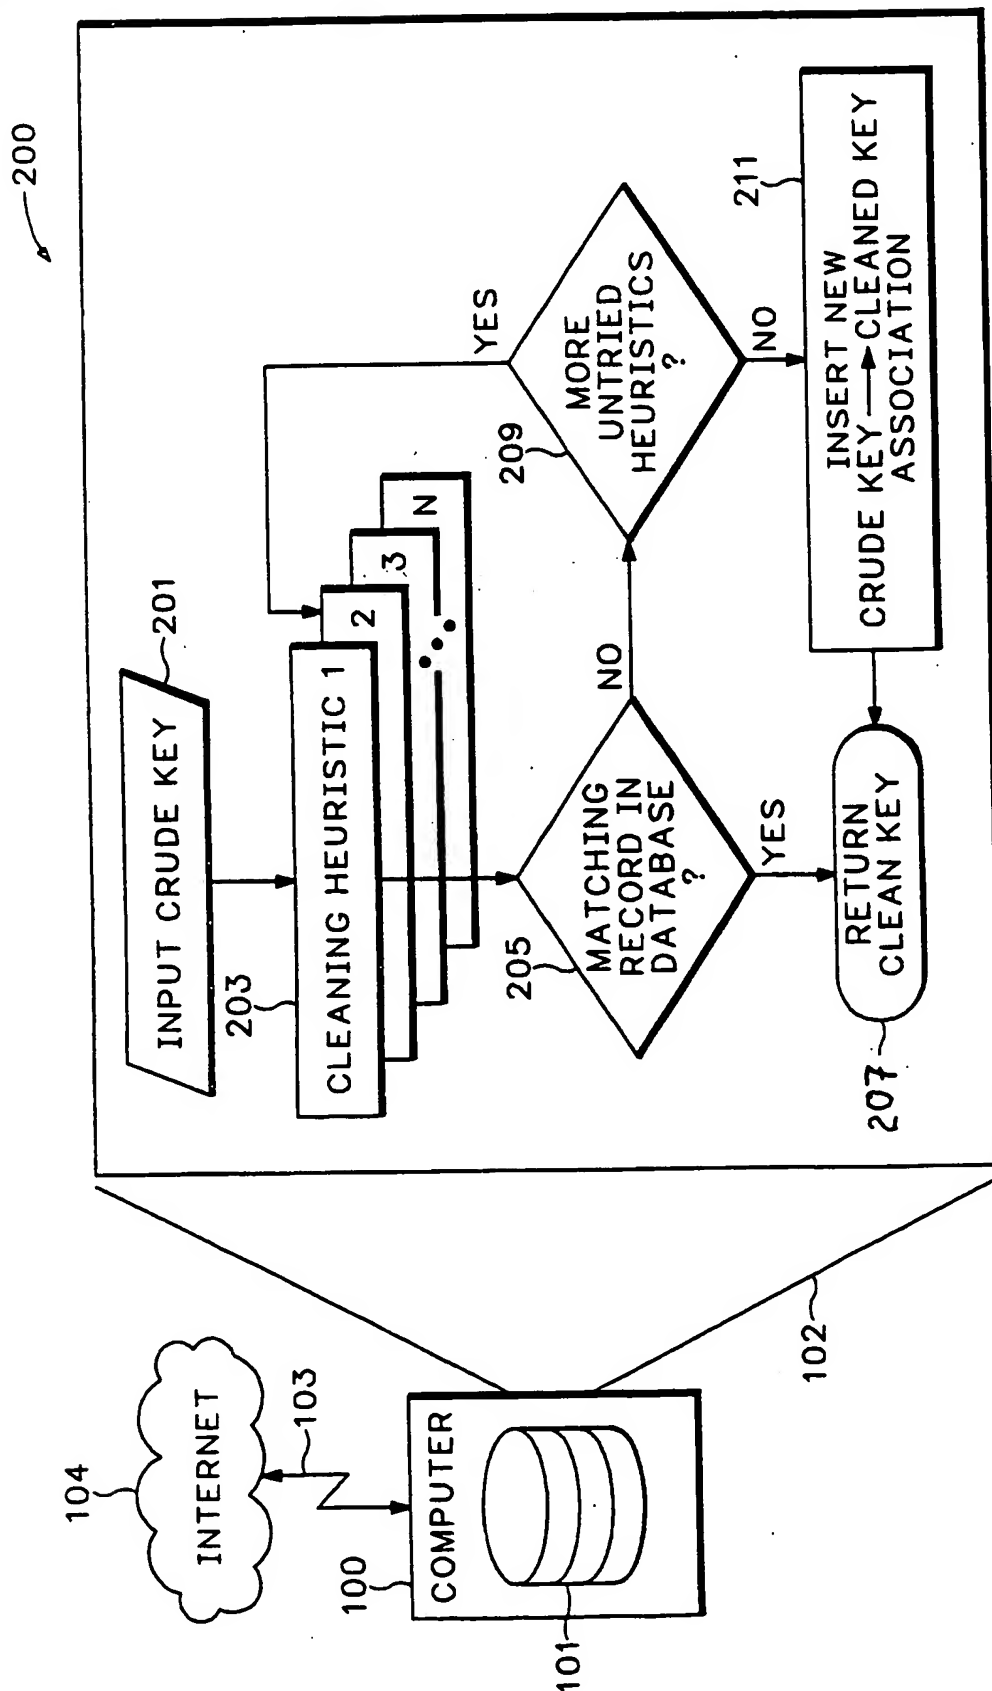 200
INPUT CRUDE KEY
201
203
CLEANING HEURISTIC 1
2
3
N
205
MATCHING
RECORD IN
DATABASE
?
NO
YES
209
MORE
UNTRIED
HEURISTICS
?
YES
NO
211
INSERT NEW
CRUDE KEY→CLEANED KEY
ASSOCIATION
RETURN
CLEAN KEY
207
104
INTERNET
103
100
COMPUTER
101
102